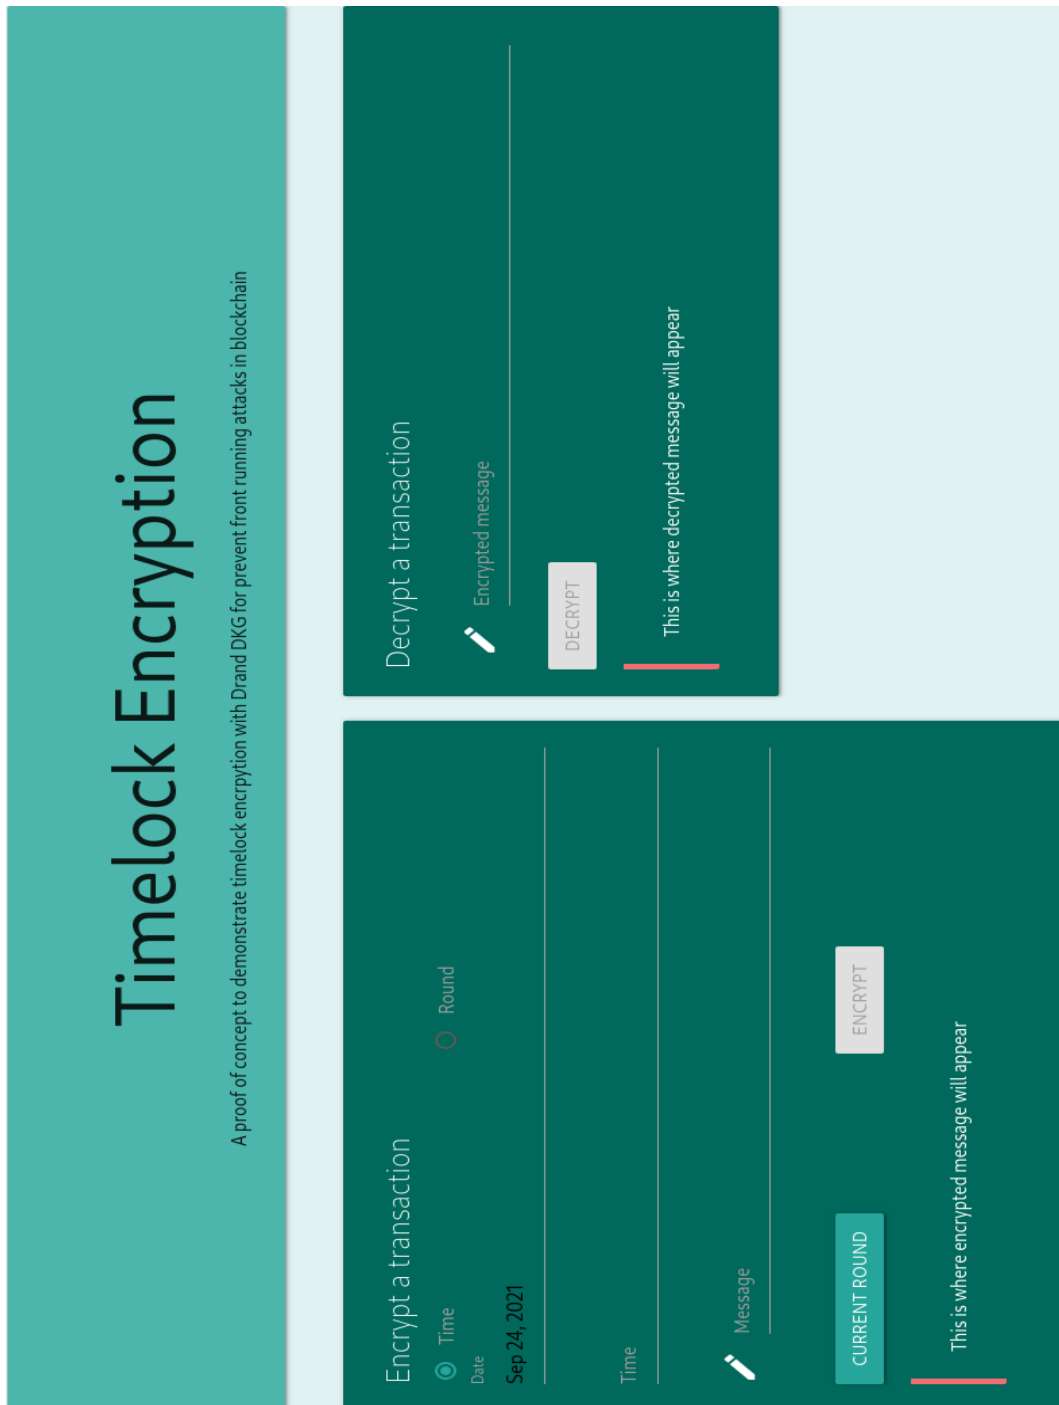 Timelock Encryption
A proof of concept to demonstrate timelock encrpytion with Drand DKG for prevent front running attacks in blockchain
Encrypt a transaction
Time
Round
Date
Sep 24, 2021
Time
Message
CURRENT ROUND
ENCRYPT
This is where encrypted message will appear
Decrypt a transaction
Encrypted message
DECRYPT
This is where decrypted message will appear